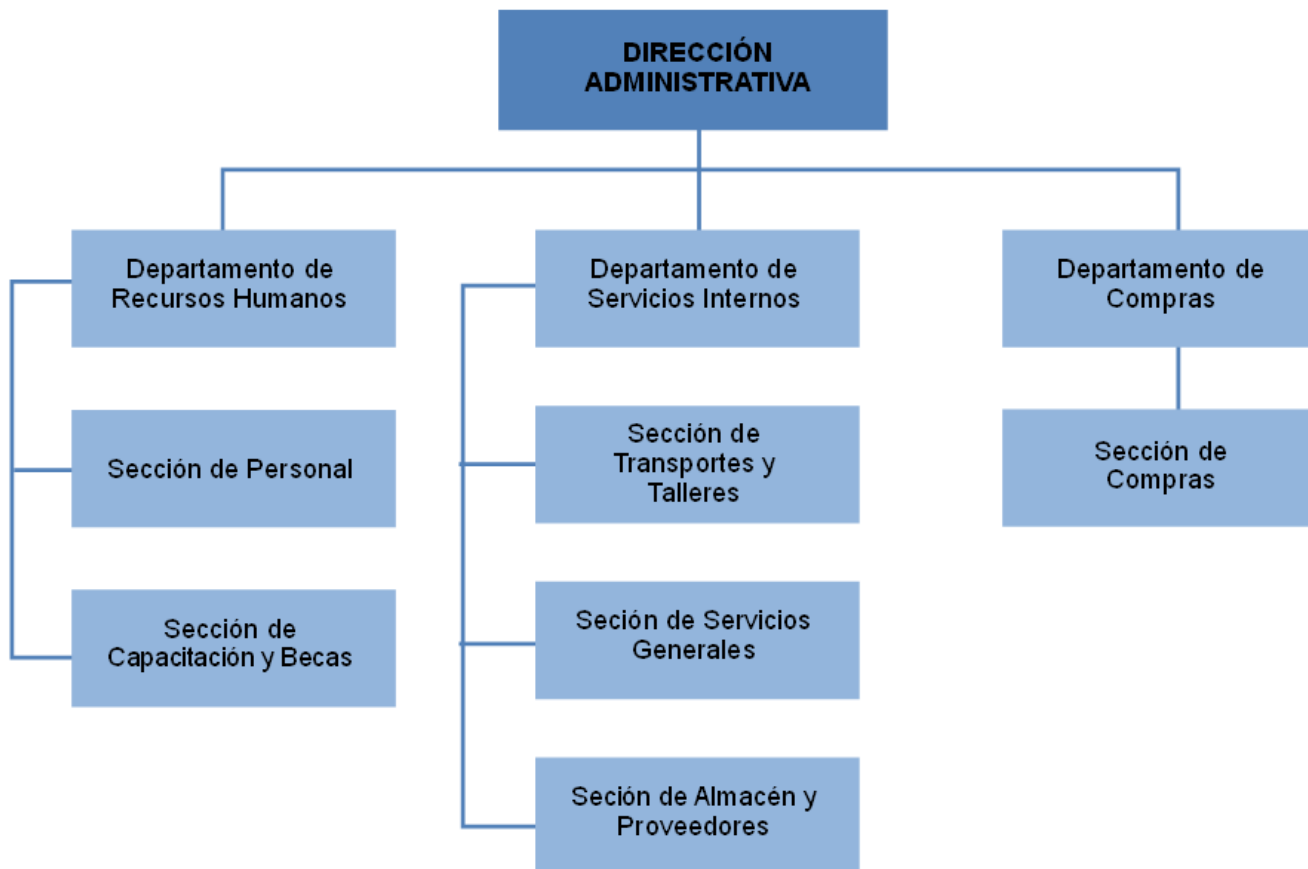 DIRECCIÓN
ADMINISTRATIVA
Departamento de
Recursos Humanos
Departamento de
Servicios Internos
Departamento de
Compras
Sección de Personal
Sección de
Transportes y
Talleres
Sección de
Compras
Sección de
Capacitación y Becas
Seción de Servicios
Generales
Seción de Almacén y
Proveedores